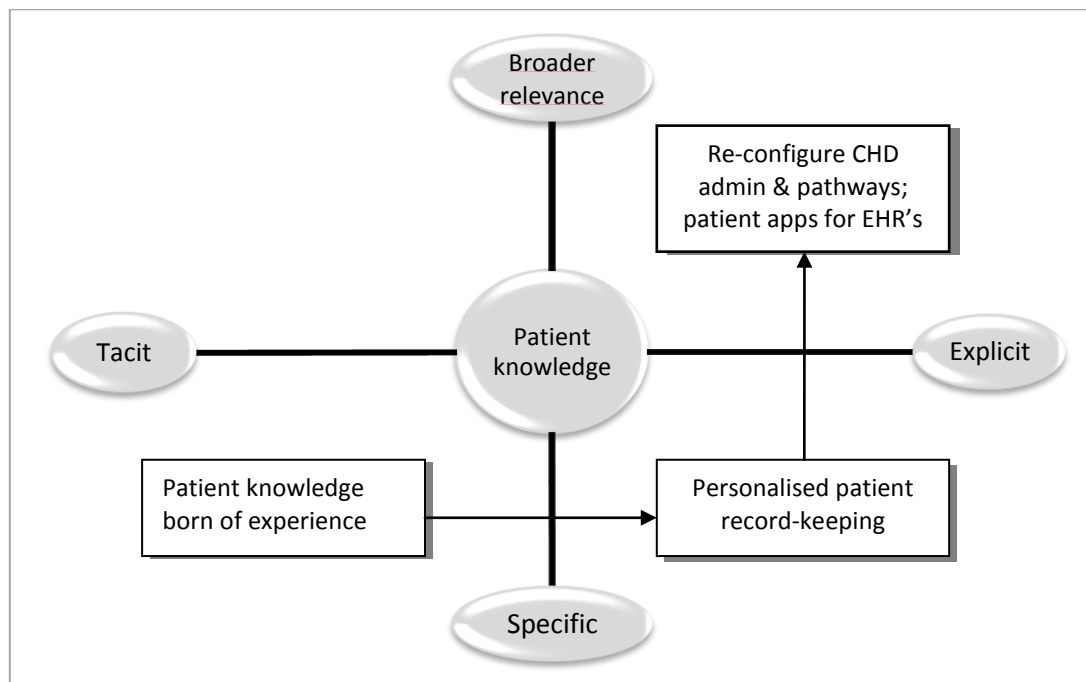 Broader
relevance
Re-configure CHD
admin & pathways;
patient apps for EHR’s
Tacit
Patient
knowledge
Explicit
Patient knowledge
born of experience
Personalised patient
record-keeping
Specific